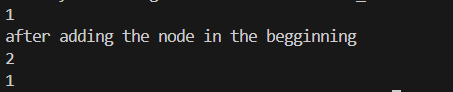 1
after adding the node in the begginning
2
1